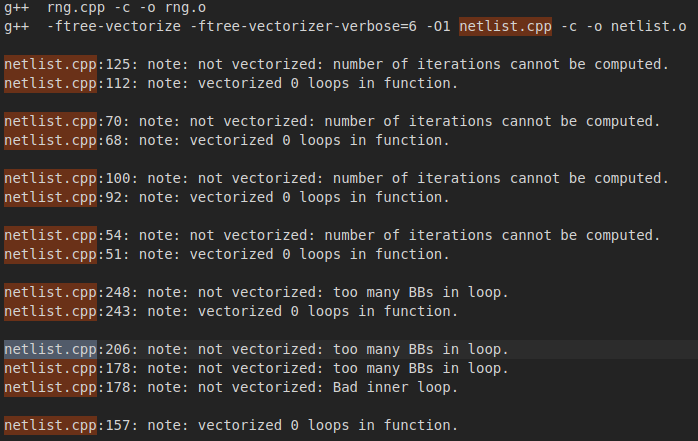 g++  rng.cpp -c -o rng.o
g++  -ftree-vectorize -ftree-vectorizer-verbose=6 -O1 netlist.cpp -c -o netlist.o
netlist.cpp:125: note: not vectorized: number of iterations cannot be computed.
netlist.cpp:112: note: vectorized 0 loops in function.
netlist.cpp:70: note: not vectorized: number of iterations cannot be computed.
netlist.cpp:68: note: vectorized 0 loops in function.
netlist.cpp:100: note: not vectorized: number of iterations cannot be computed.
netlist.cpp:92: note: vectorized 0 loops in function.
netlist.cpp:54: note: not vectorized: number of iterations cannot be computed.
netlist.cpp:51: note: vectorized 0 loops in function.
netlist.cpp:248: note: not vectorized: too many BBs in loop.
netlist.cpp:243: note: vectorized 0 loops in function.
netlist.cpp:206: note: not vectorized: too many BBs in loop.
netlist.cpp:178: note: not vectorized: too many BBs in loop.
netlist.cpp:178: note: not vectorized: Bad inner loop.
netlist.cpp:157: note: vectorized 0 loops in function.